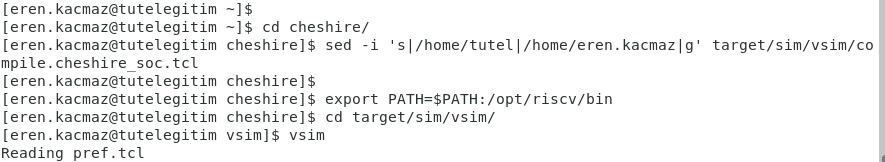 [eren.kacmaz@tutelegitim ~]$
[eren.kacmaz@tutelegitim ~]$ cd cheshire/
[eren.kacmaz@tutelegitim cheshire]$ sed -i 's|/home/tutel|/home/eren.kacmaz|g' target/sim/vsim/co
mpile.cheshire_soc.tcl
[eren.kacmaz@tutelegitim cheshire]$
[eren.kacmaz@tutelegitim cheshire]$ export PATH=$PATH:/opt/riscv/bin
[eren.kacmaz@tutelegitim cheshire]$ cd target/sim/vsim/
[eren.kacmaz@tutelegitim vsim]$ vsim
Reading pref.tcl